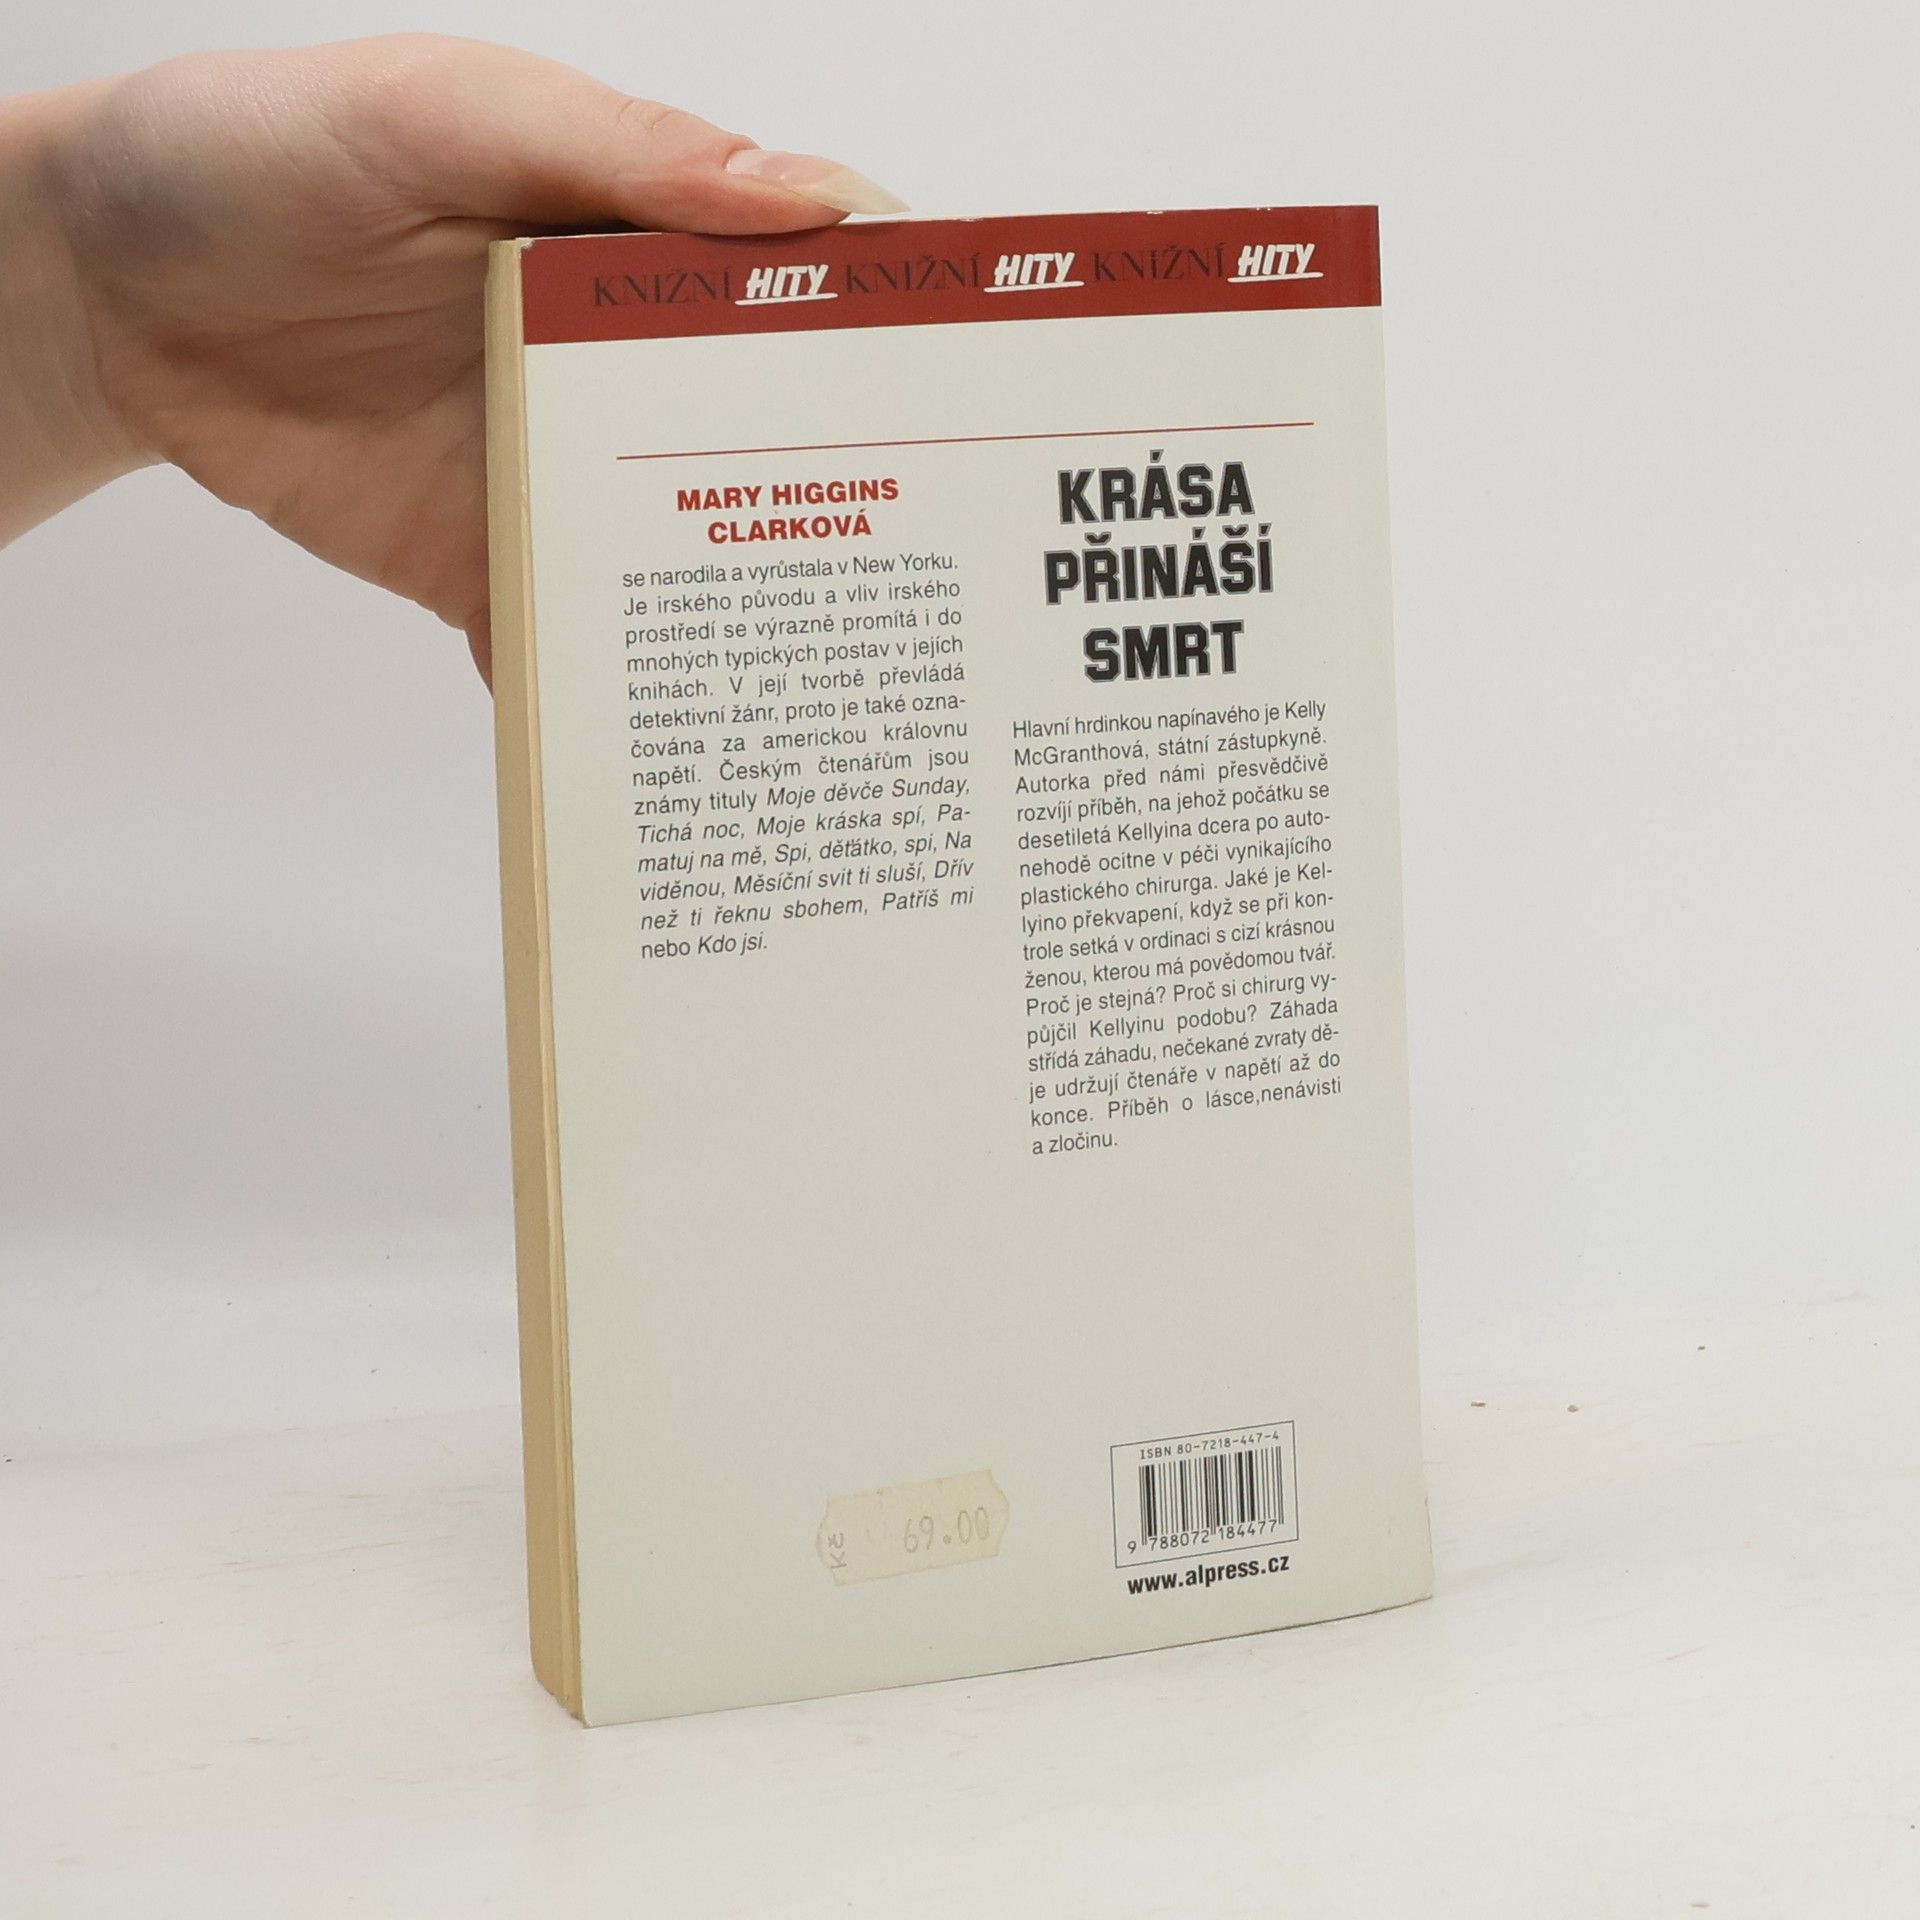 KNIŽNÍ HITY KNIŽNÍ HITY KNIŽNÍ HITY
MARY HIGGINS
CLARKOVÁ
se narodila a vyrůstala v New Yorku.
Je irského původu a vliv irského
prostředí se výrazně promítá i do
mnohých typických postav v jejích
knihách. V její tvorbě převládá
detektivní žánr, proto je také ozna-
čována za americkou královnu
napětí. Českým čtenářům jsou
známy tituly Moje děvče Sunday,
Tichá noc, Moje kráska spí, Pa-
matuj na mě, Spi, děťátko, spi, Na
viděnou, Měsíční svit ti sluší, Dřív
než ti řeknu sbohem, Patříš mi
nebo Kdo jsi.
KRÁSA
PŘINÁŠÍ
SMRT
Hlavní hrdinkou napínavého je Kelly
McGranthová, státní zástupkyně.
Autorka před námi přesvědčivě
rozvíjí příběh, na jehož počátku se
desetiletá Kellyina dcera po auto-
nehodě ocitne v péči vynikajícího
plastického chirurga. Jaké je Kel-
lyino překvapení, když se při kon-
trole setká v ordinaci s cizí krásnou
ženou, kterou má povědomou tvář.
Proč je stejná? Proč si chirurg vy-
půjčil Kellyinu podobu? Záhada
střídá záhadu, nečekané zvraty dě-
je udržují čtenáře v napětí až do
konce. Příběh o lásce,nenávisti
a zločinu.
Kč 69.00
ISBN 80-7218-447-4
9 788072 184477
www.alpress.cz